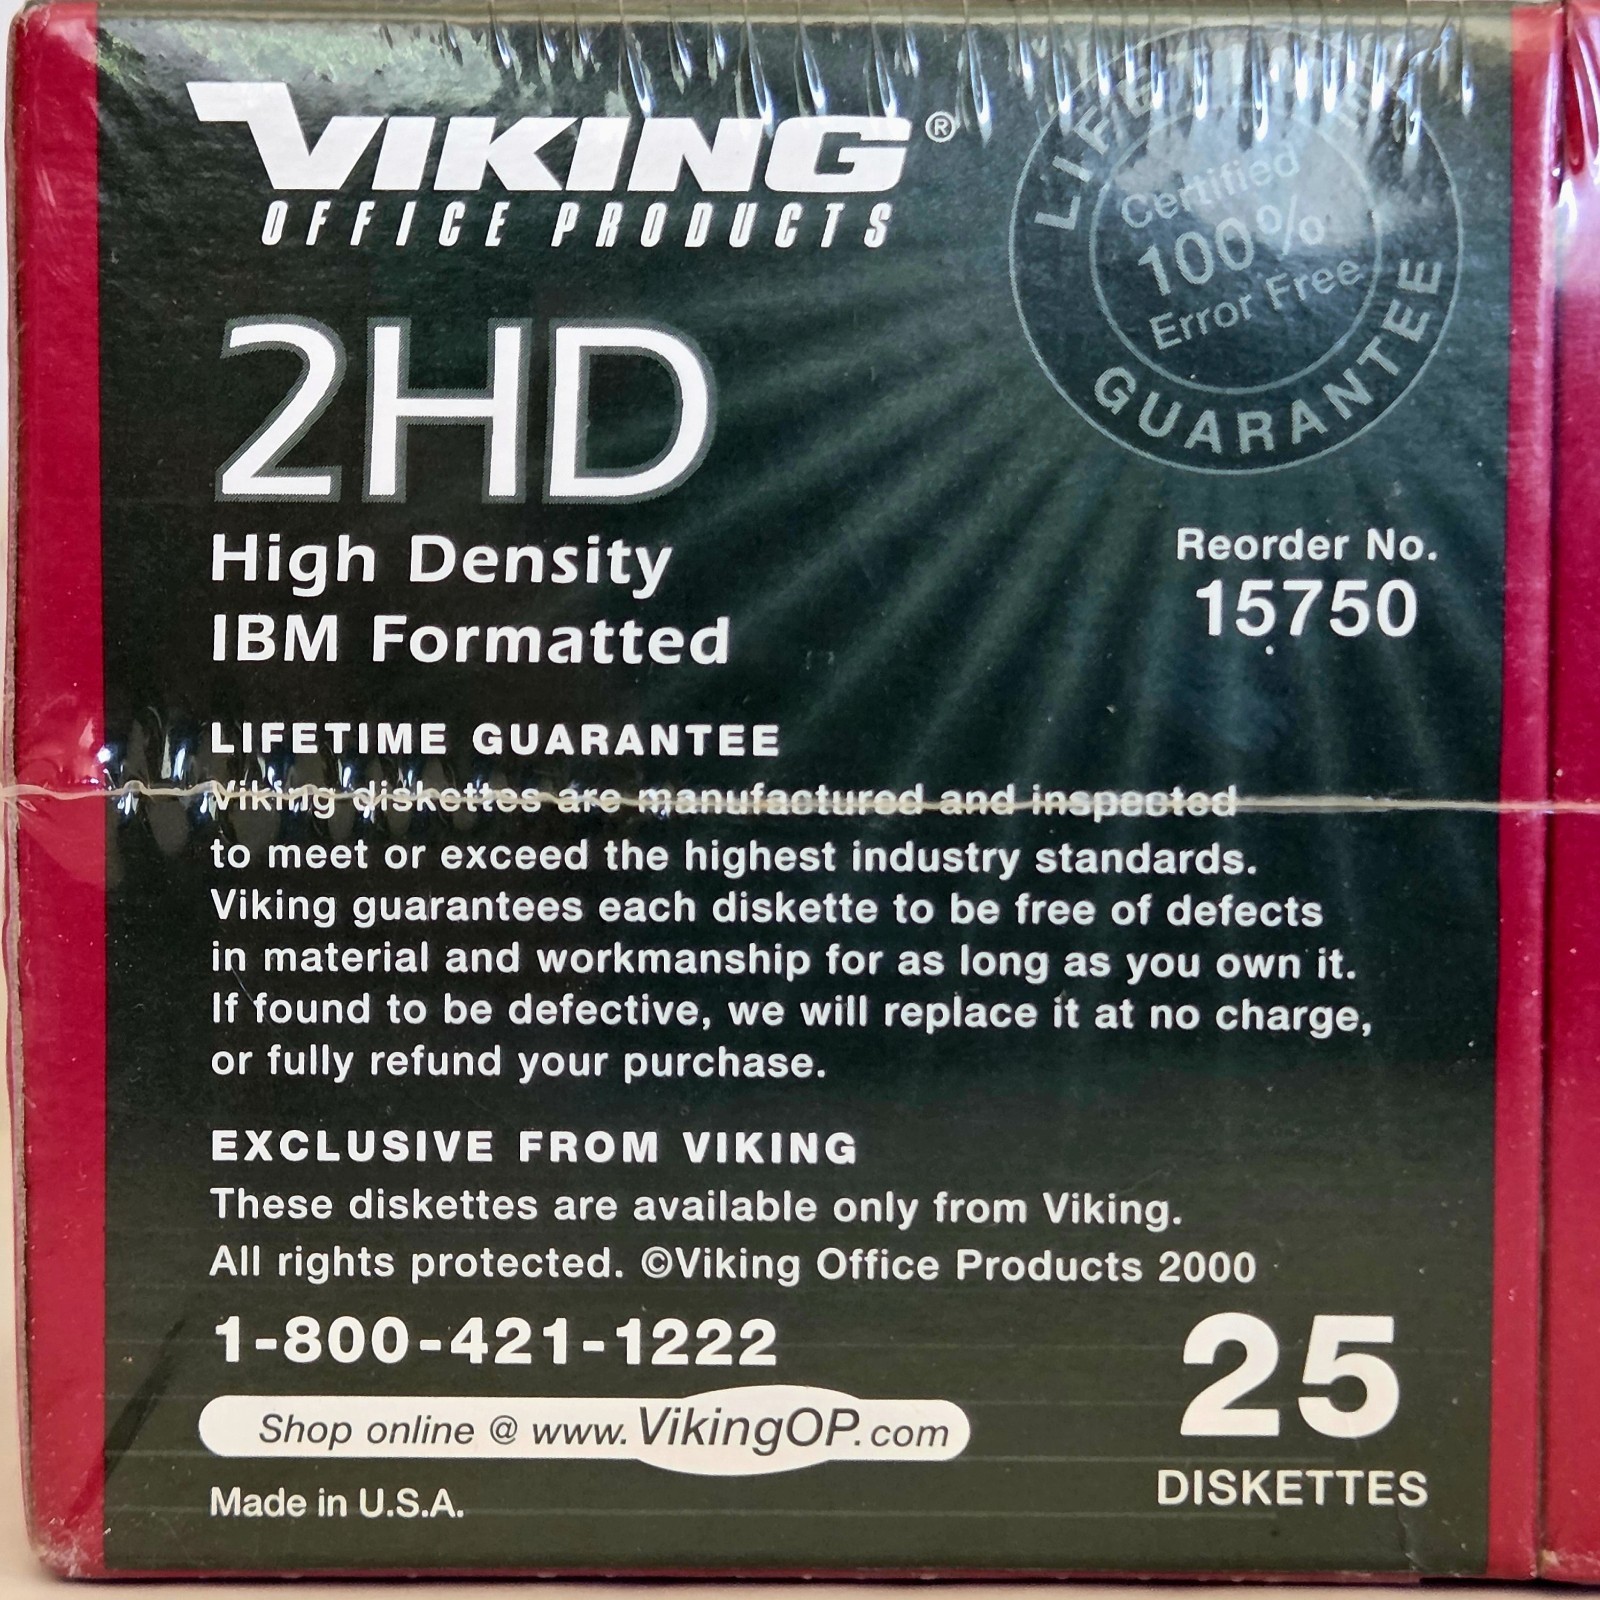 VIKING®
OFFICE PRODUCTS
LIFETIME GUARANTEE
Certified
100%
Error Free
2HD
High Density
IBM Formatted
Reorder No.
15750
LIFETIME GUARANTEE
Viking diskettes are manufactured and inspected
to meet or exceed the highest industry standards.
Viking guarantees each diskette to be free of defects
in material and workmanship for as long as you own it.
If found to be defective, we will replace it at no charge,
or fully refund your purchase.
EXCLUSIVE FROM VIKING
These diskettes are available only from Viking.
All rights protected. ©Viking Office Products 2000
1-800-421-1222
Shop online @ www.VikingOP.com
Made in U.S.A.
25
DISKETTES